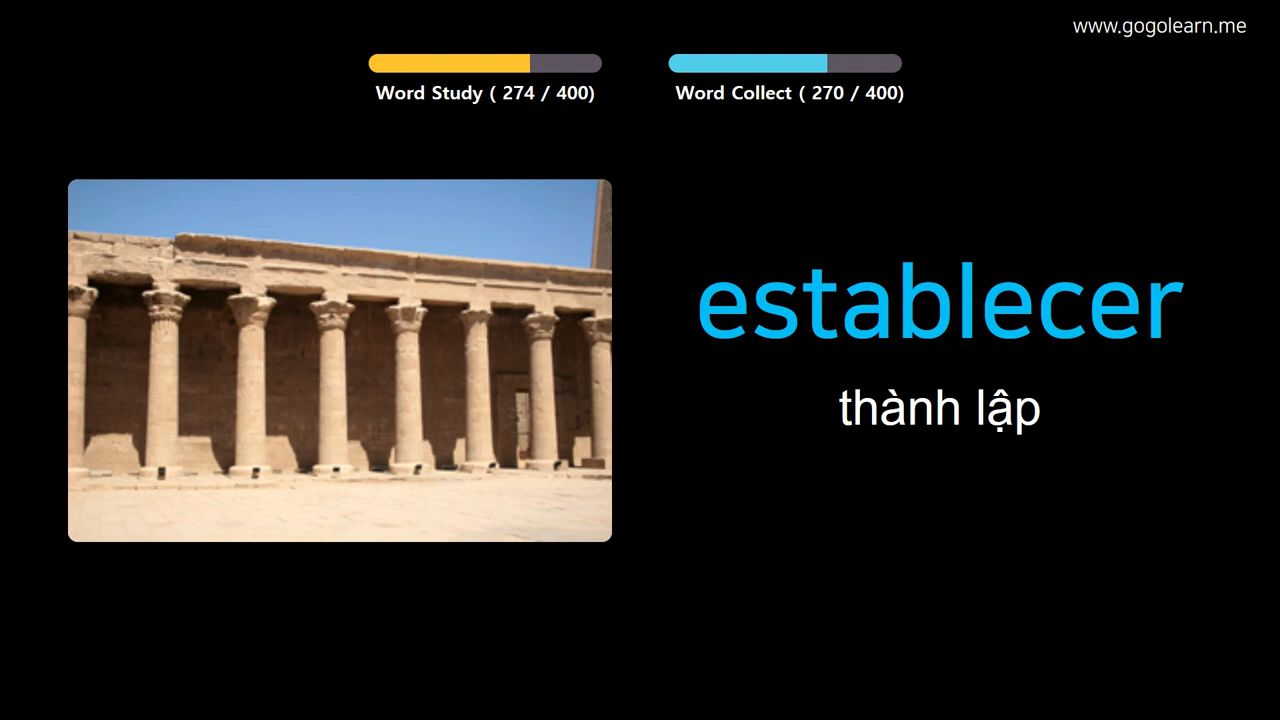 www.gogolearn.me
Word Study ( 274 / 400)
Word Collect ( 270 / 400)
establecer
thành lập